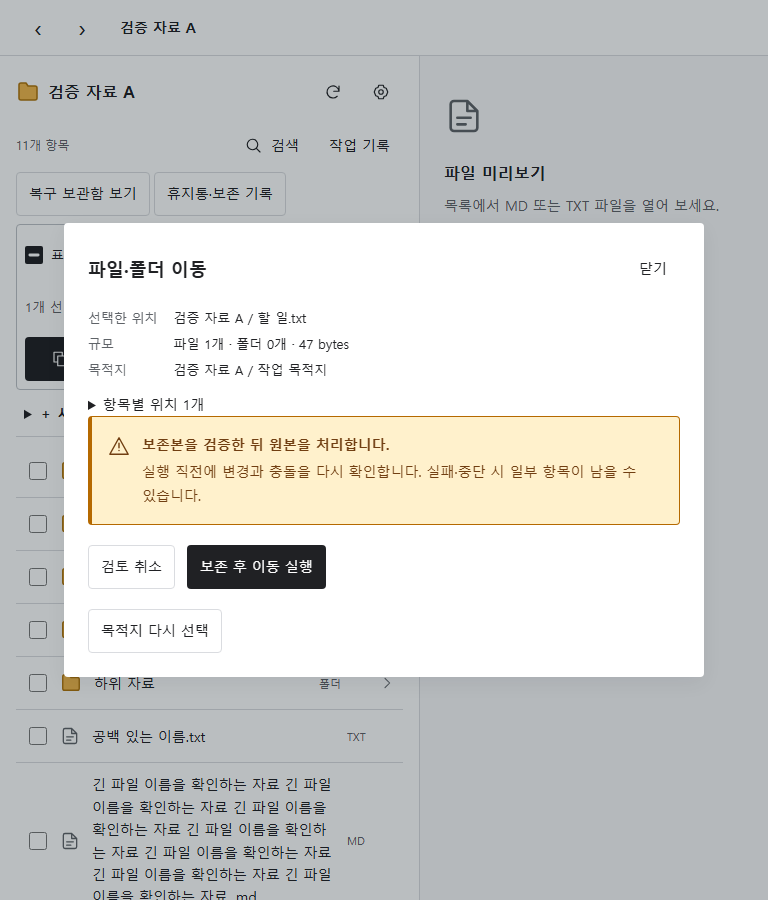 검증 자료 A
검증 자료 A
11개 항목
검색
작업 기록
복구 보관함 보기
휴지통·보존 기록
파일 미리보기
목록에서 MD 또는 TXT 파일을 열어 보세요.
1개 선
파일·폴더 이동
닫기
선택한 위치 검증 자료 A / 할 일.txt
규모 파일 1개 · 폴더 0개 · 47 bytes
목적지 검증 자료 A / 작업 목적지
▶ 항목별 위치 1개
보존본을 검증한 뒤 원본을 처리합니다.
실행 직전에 변경과 충돌을 다시 확인합니다. 실패·중단 시 일부 항목이 남을 수
있습니다.
검토 취소
보존 후 이동 실행
목적지 다시 선택
하위 자료 폴더
공백 있는 이름.txt TXT
긴 파일 이름을 확인하는 자료 긴 파일
이름을 확인하는 자료 긴 파일 이름을
확인하는 자료 긴 파일 이름을 확인하
는 자료 긴 파일 이름을 확인하는 자료
긴 파일 이름을 확인하는 자료 긴 파일
이름을 확인하는 자료 .md
MD